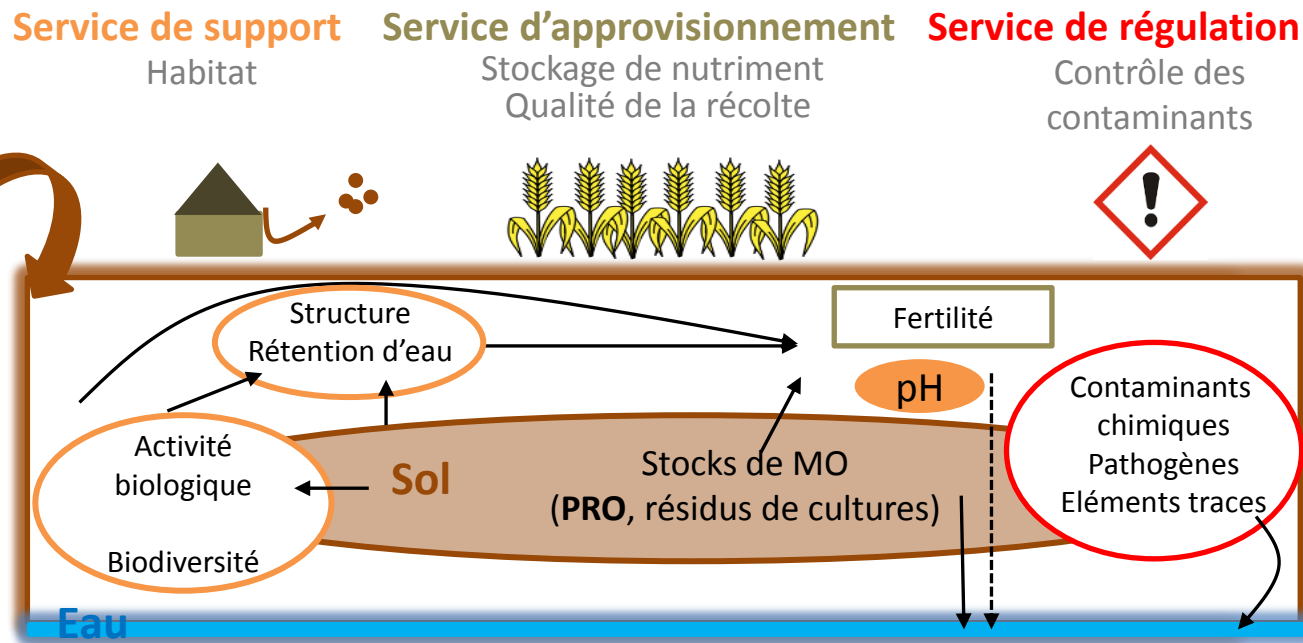 Service de support
Habitat
Service d'approvisionnement
Stockage de nutriment
Qualité de la récolte
Service de régulation
Contrôle des
contaminants
!
Structure
Rétention d'eau
Fertilité
pH
Activité
biologique
Biodiversité
Sol
Stocks de MO
(PRO, résidus de cultures)
Contaminants
chimiques
Pathogènes
Eléments traces
Eau